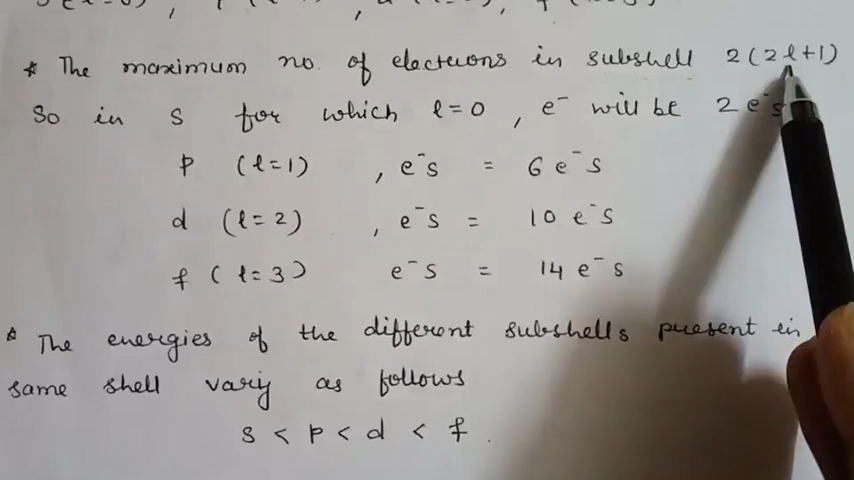 * The maximum no. of electrons in subshell 2(2l+1)
So in s for which l=0, e⁻ will be 2 e⁻s
p (l=1) , e⁻s = 6 e⁻s
d (l=2) , e⁻s = 10 e⁻s
f (l=3) e⁻s = 14 e⁻s
* The energies of the different subshells present in
same shell vary as follows
s < p < d < f .